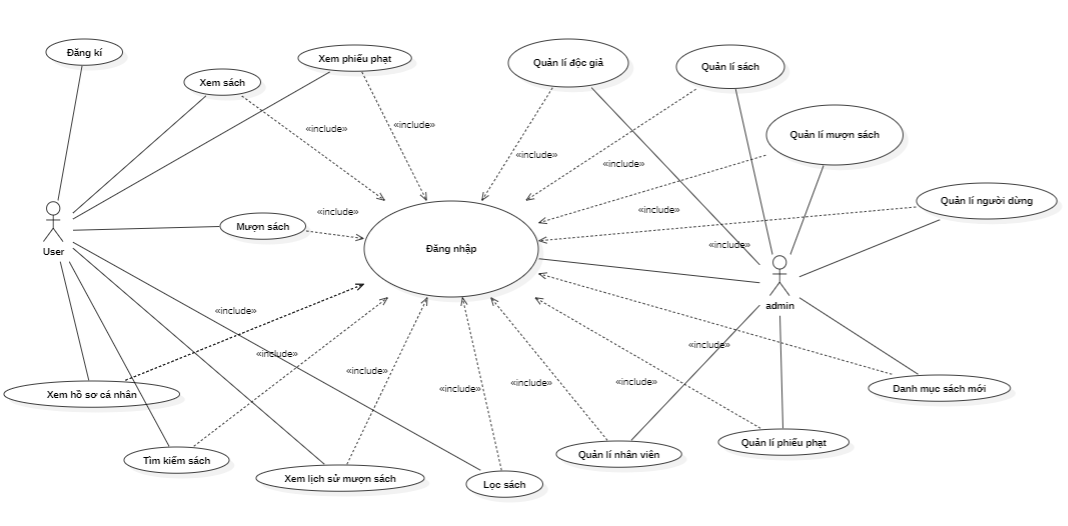 Đăng kí
Xem sách
Xem phiếu phạt
Quản lí độc giả
Quản lí sách
Quản lí mượn sách
Quản lí người dừng
«include»
«include»
«include»
«include»
«include»
«include»
«include»
User
Mượn sách
Đăng nhập
admin
«include»
«include»
«include»
«include»
«include»
«include»
«include»
Xem hồ sơ cá nhân
Danh mục sách mới
Tìm kiếm sách
Xem lịch sử mượn sách
Lọc sách
Quản lí nhân viên
Quản lí phiếu phạt